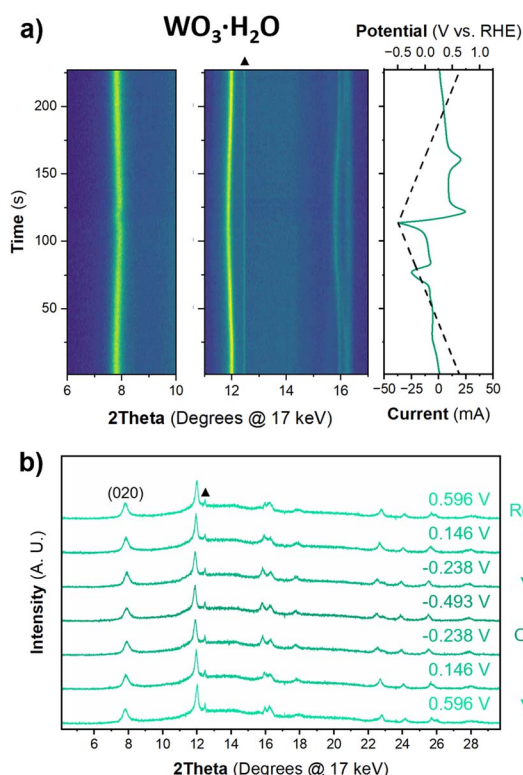 a)
WO₃·H₂O
Potential (V vs. RHE)
−0.5 0.0 0.5 1.0
▲
Time (s)
200
150
100
50
6 8 10
12 14 16
−50 −25 0 25 50
2Theta (Degrees @ 17 keV)
Current (mA)
b)
Intensity (A. U.)
(020)
▲
0.596 V
0.146 V
-0.238 V
-0.493 V
-0.238 V
0.146 V
0.596 V
6 8 10 12 14 16 18 20 22 24 26 28
2Theta (Degrees @ 17 keV)